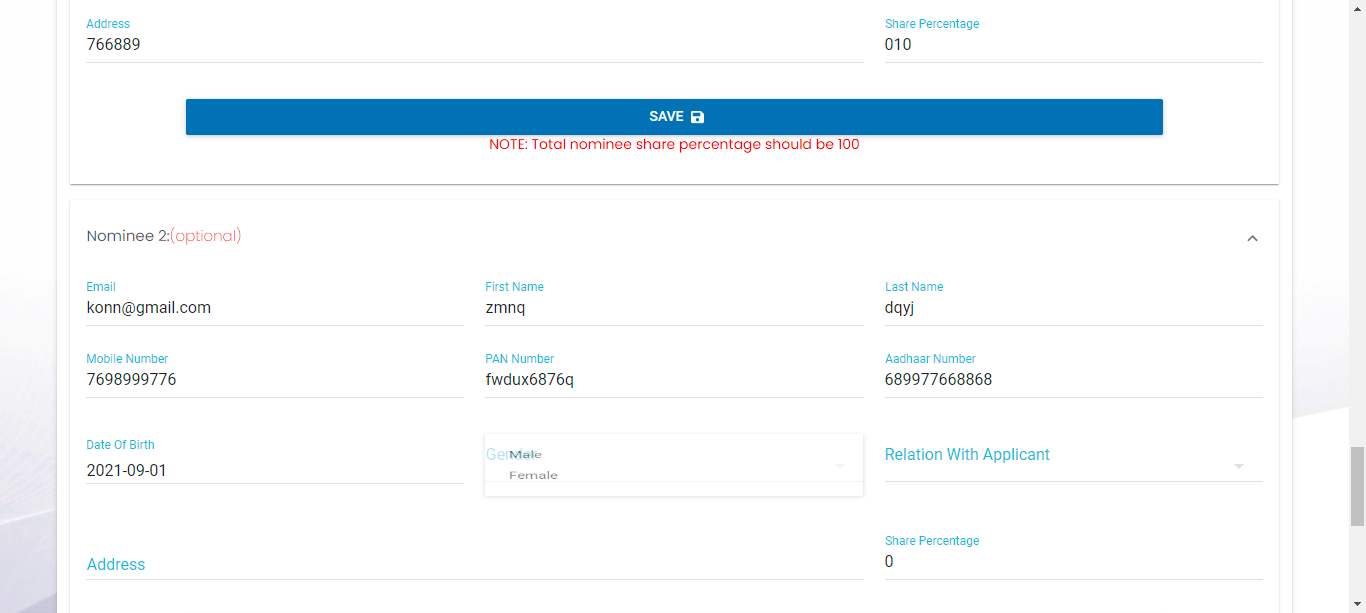 Address
Share Percentage
766889
010
SAVE
NOTE: Total nominee share percentage should be 100
Nominee 2:(optional)
Email
First Name
Last Name
konn@gmail.com
zmnq
dqyj
Mobile Number
PAN Number
Aadhaar Number
7698999776
fwdux6876q
689977668868
Date Of Birth
Gender
Male
Relation With Applicant
2021-09-01
Female
Share Percentage
Address
0